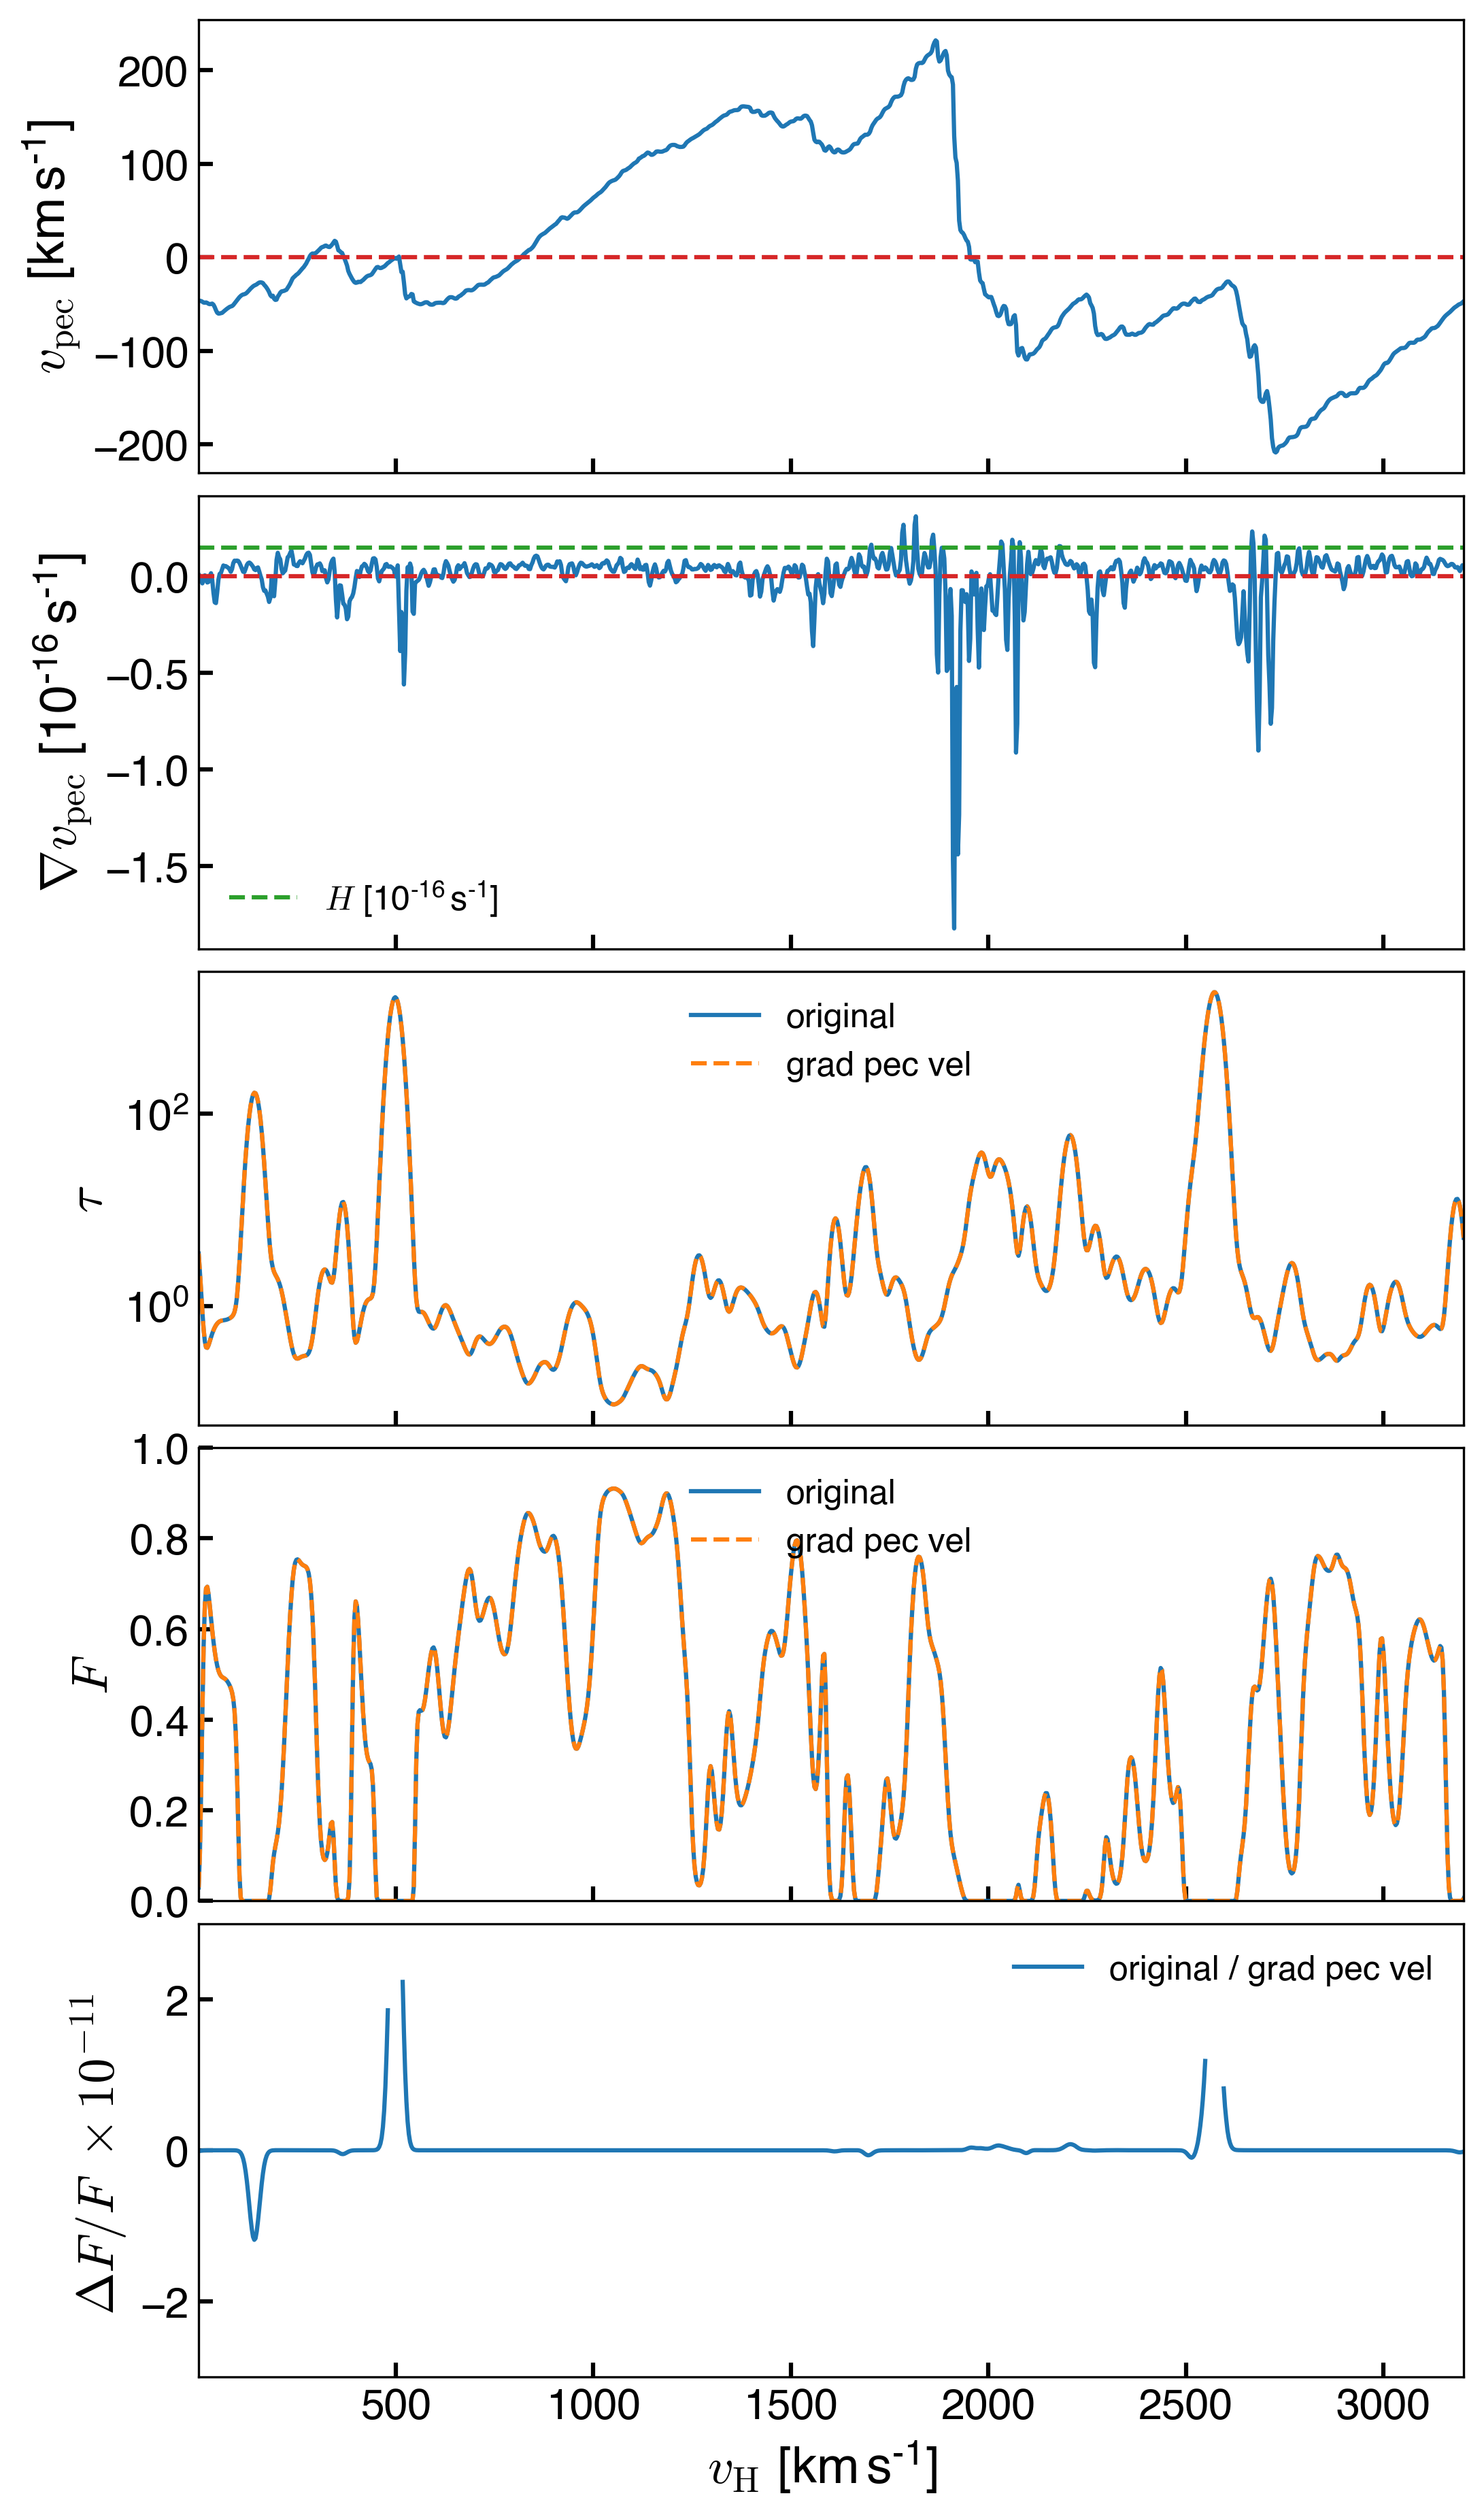 200
100
0
−100
−200
v_pec [km s^-1]
0.0
−0.5
−1.0
−1.5
∇v_pec [10^-16 s^-1]
H [10^-16 s^-1]
10^2
10^0
τ
original
grad pec vel
1.0
0.8
0.6
0.4
0.2
0.0
F
original
grad pec vel
2
0
−2
ΔF/F × 10^−11
original / grad pec vel
500 1000 1500 2000 2500 3000
v_H [km s^-1]